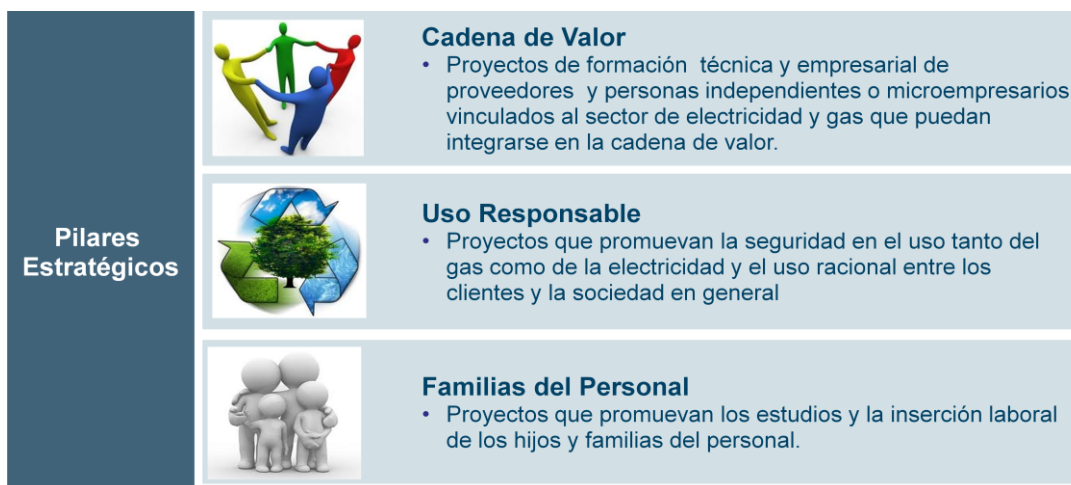 Pilares
Estratégicos
Cadena de Valor
• Proyectos de formación técnica y empresarial de
proveedores y personas independientes o microempresarios
vinculados al sector de electricidad y gas que puedan
integrarse en la cadena de valor.
Uso Responsable
• Proyectos que promuevan la seguridad en el uso tanto del
gas como de la electricidad y el uso racional entre los
clientes y la sociedad en general
Familias del Personal
• Proyectos que promuevan los estudios y la inserción laboral
de los hijos y familias del personal.